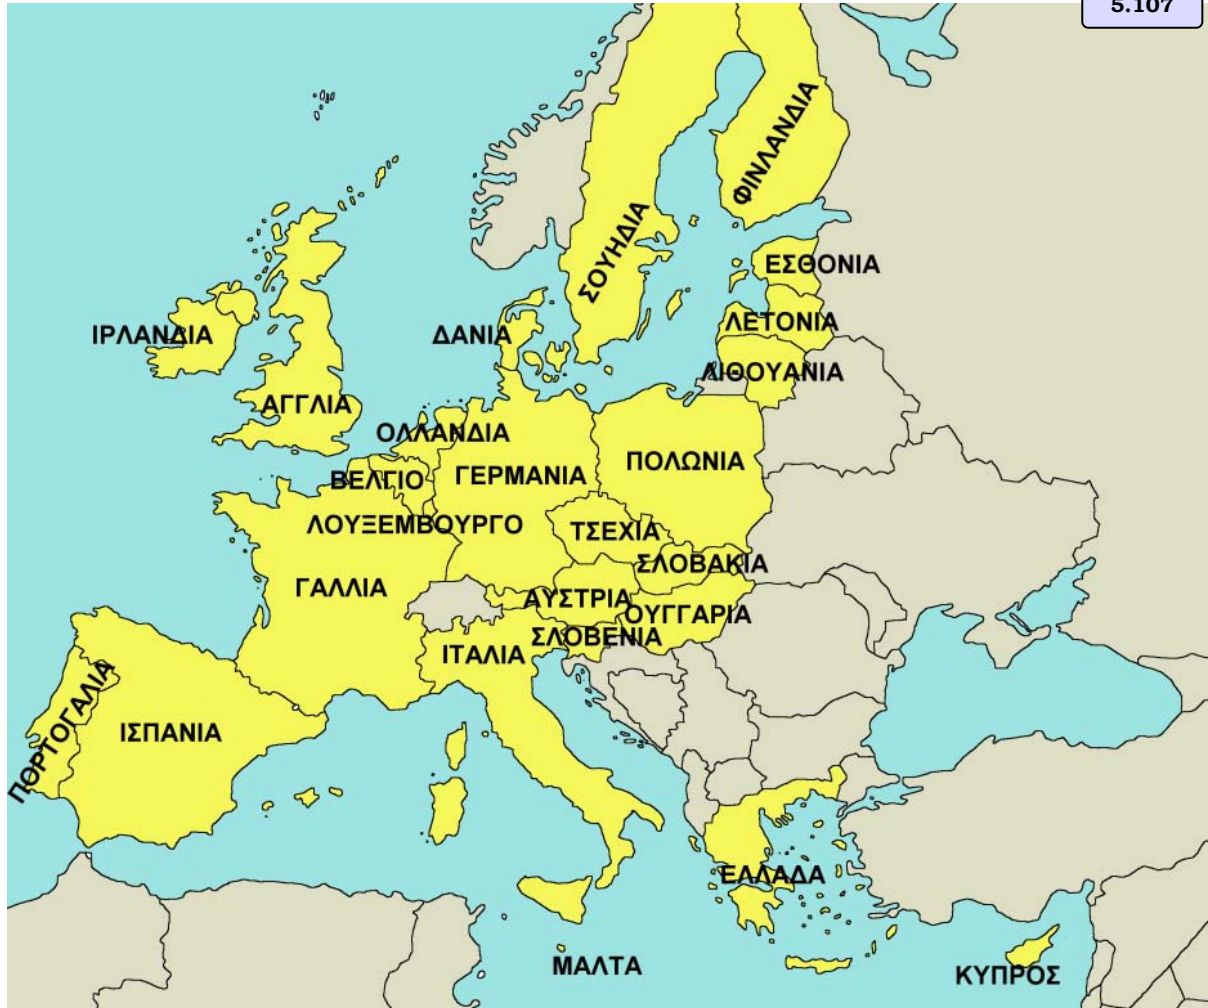 5.107
ΦΙΝΛΑΝΔΙΑ
ΣΟΥΗΔΙΑ
ΕΣΘΟΝΙΑ
ΛΕΤΟΝΙΑ
ΙΡΛΑΝΔΙΑ
ΔΑΝΙΑ
ΛΙΘΟΥΑΝΙΑ
ΑΓΓΛΙΑ
ΟΛΛΑΝΔΙΑ
ΠΟΛΩΝΙΑ
ΒΕΛΓΙΟ
ΓΕΡΜΑΝΙΑ
ΛΟΥΞΕΜΒΟΥΡΓΟ
ΤΣΕΧΙΑ
ΣΛΟΒΑΚΙΑ
ΓΑΛΛΙΑ
ΑΥΣΤΡΙΑ
ΟΥΓΓΑΡΙΑ
ΣΛΟΒΕΝΙΑ
ΙΤΑΛΙΑ
ΠΟΡΤΟΓΑΛΙΑ
ΙΣΠΑΝΙΑ
ΕΛΛΑΔΑ
ΜΑΛΤΑ
ΚΥΠΡΟΣ